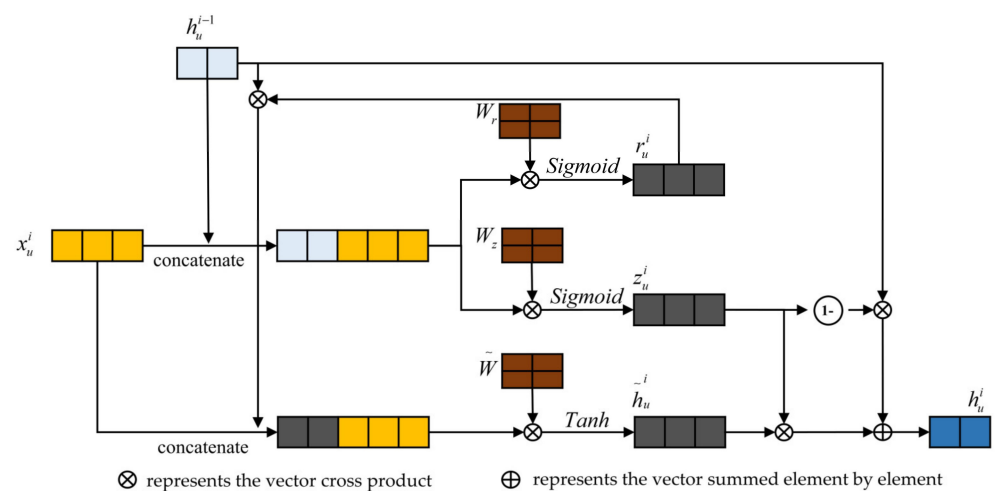 h_u^{i-1}
W_r
Sigmoid
r_u^i
x_u^i
concatenate
W_z
Sigmoid
z_u^i
1-
W̃
Tanh
h̃_u^i
h_u^i
concatenate
⊗ represents the vector cross product
⊕ represents the vector summed element by element